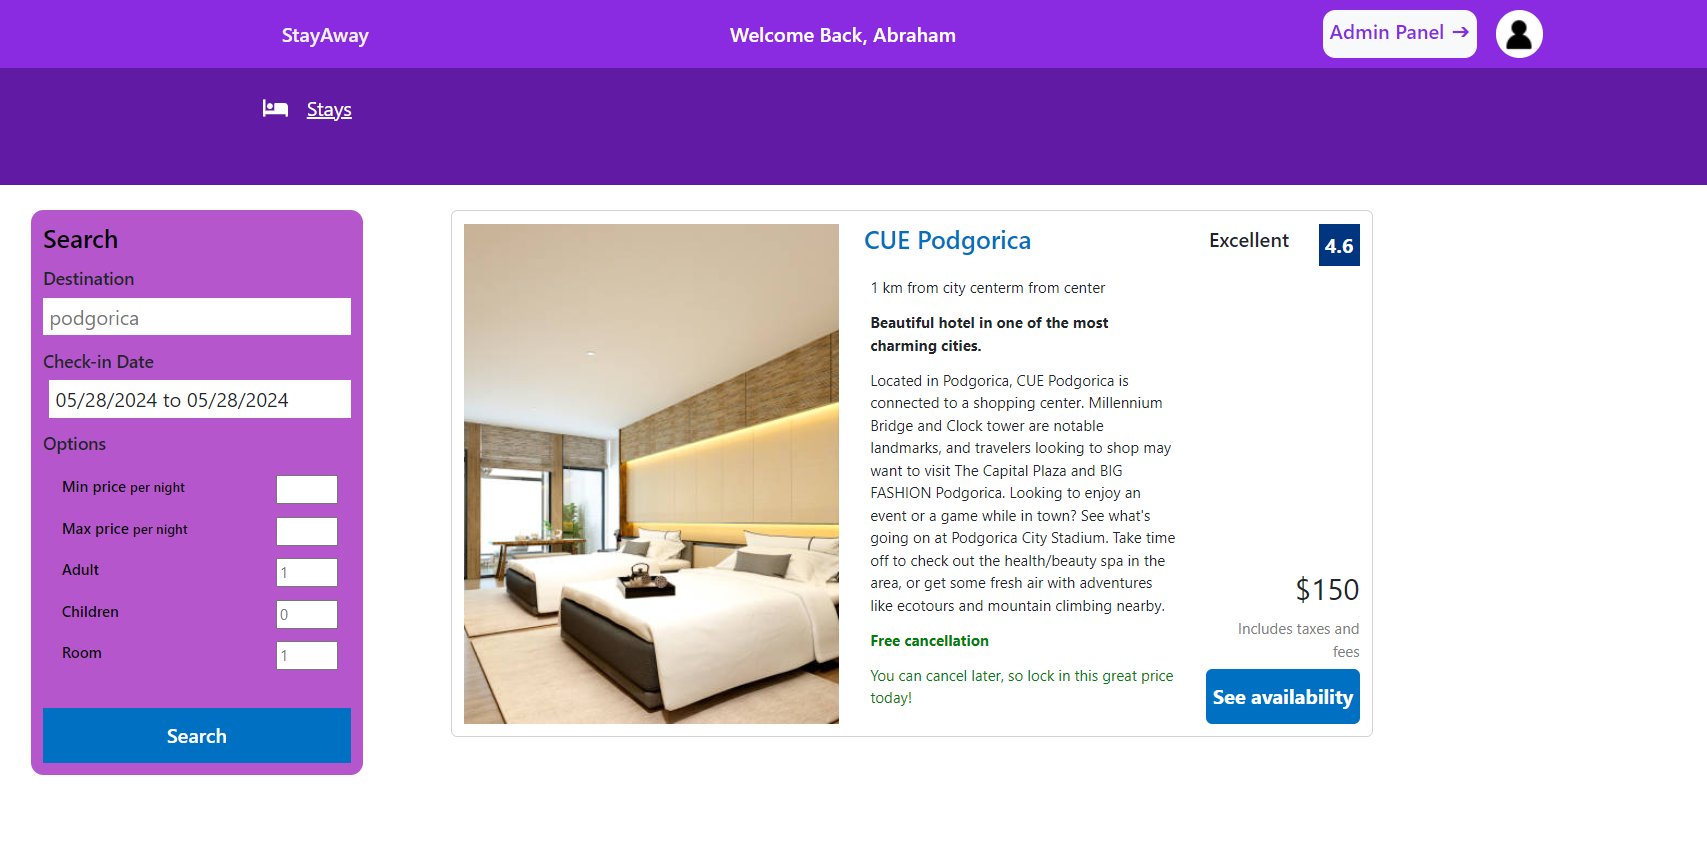 StayAway
Welcome Back, Abraham
Admin Panel →
Stays
Search
Destination
podgorica
Check-in Date
05/28/2024 to 05/28/2024
Options
Min price per night
Max price per night
Adult 1
Children 0
Room 1
Search
CUE Podgorica
Excellent 4.6
1 km from city centerm from center
Beautiful hotel in one of the most
charming cities.
Located in Podgorica, CUE Podgorica is
connected to a shopping center. Millennium
Bridge and Clock tower are notable
landmarks, and travelers looking to shop may
want to visit The Capital Plaza and BIG
FASHION Podgorica. Looking to enjoy an
event or a game while in town? See what's
going on at Podgorica City Stadium. Take time
off to check out the health/beauty spa in the
area, or get some fresh air with adventures
like ecotours and mountain climbing nearby.
Free cancellation
You can cancel later, so lock in this great price
today!
$150
Includes taxes and
fees
See availability